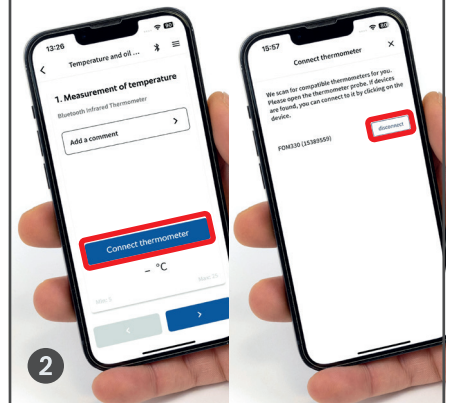 13:26
Temperature and oil ...
1. Measurement of temperature
Bluetooth Infrared Thermometer
Add a comment
Connect thermometer
– °C
2
15:57
Connect thermometer
We scan for compatible thermometers for you.
Please open the thermometer probe. If devices
are found, you can connect to it by clicking on the
device.
disconnect
FDM330 (15389559)